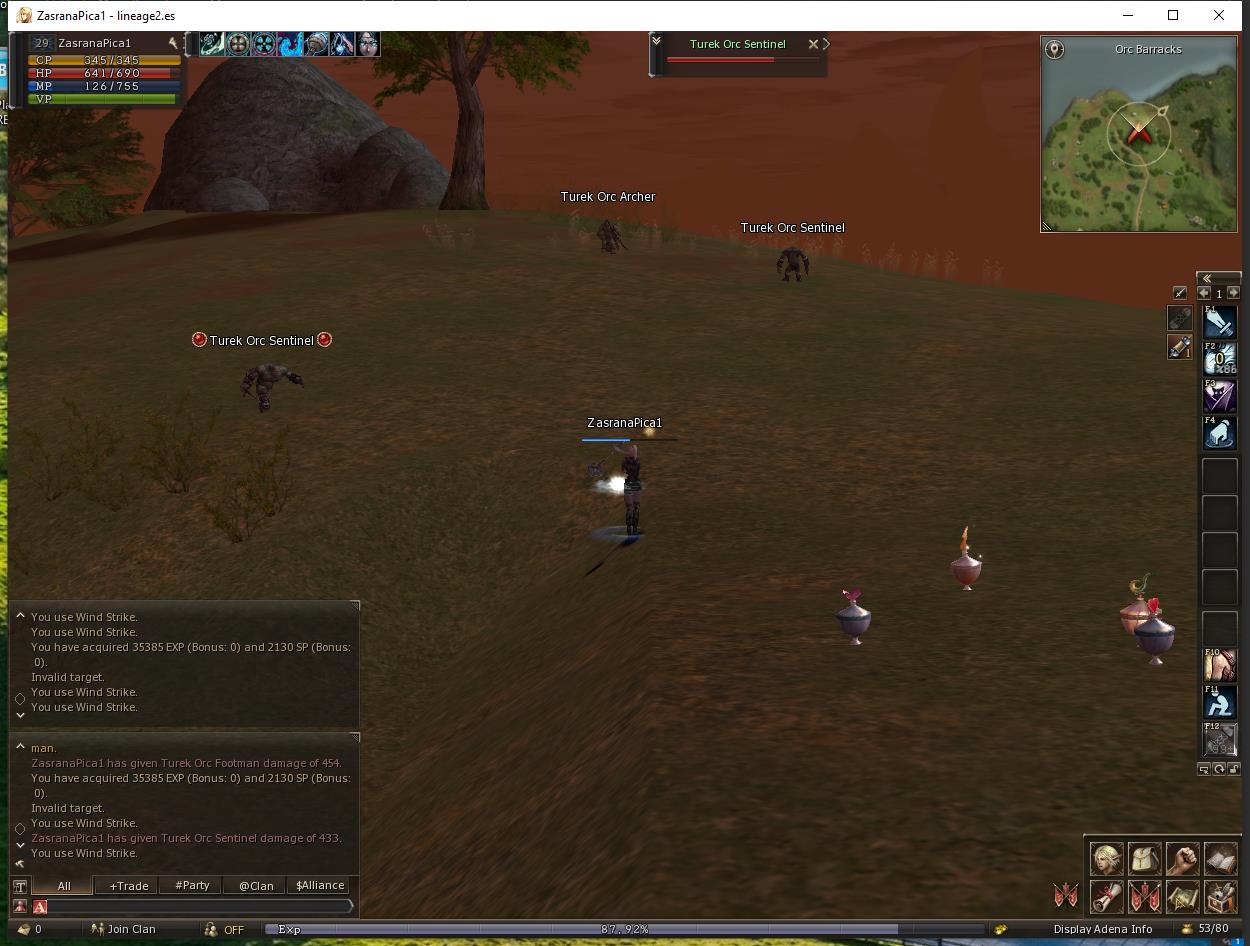 ZasranaPica1 - lineage2.es
29 ZasranaPica1
CP 345/345
HP 641/690
MP 126/755
VP
Turek Orc Sentinel
Orc Barracks
Turek Orc Archer
Turek Orc Sentinel
Turek Orc Sentinel
ZasranaPica1
1
F1
F2
0
F3
F4
1
F10
F11
F12
You use Wind Strike.
You use Wind Strike.
You have acquired 35385 EXP (Bonus: 0) and 2130 SP (Bonus:
0).
Invalid target.
You use Wind Strike.
You use Wind Strike.
man.
ZasranaPica1 has given Turek Orc Footman damage of 454.
You have acquired 35385 EXP (Bonus: 0) and 2130 SP (Bonus:
0).
Invalid target.
You use Wind Strike.
ZasranaPica1 has given Turek Orc Sentinel damage of 433.
You use Wind Strike.
All +Trade #Party @Clan $Alliance
A
0 Join Clan OFF Exp 87.92% Display Adena Info 53/80